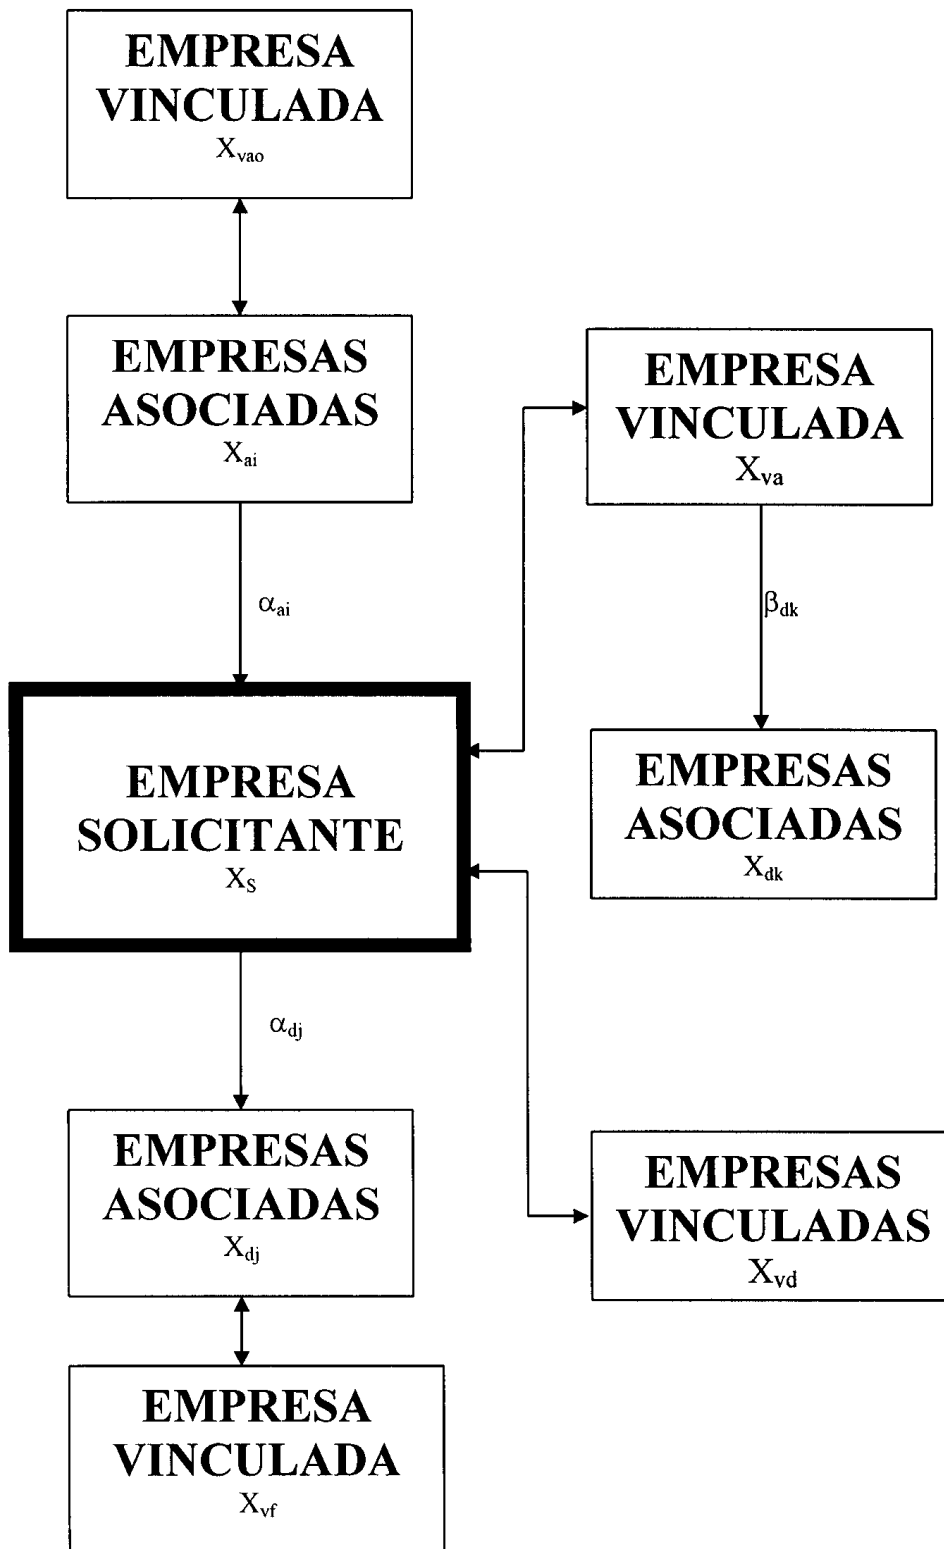 EMPRESA
VINCULADA
Xvao
EMPRESAS
ASOCIADAS
Xai
EMPRESA
VINCULADA
Xva
αai
βdk
EMPRESA
SOLICITANTE
XS
EMPRESAS
ASOCIADAS
Xdk
αdj
EMPRESAS
ASOCIADAS
Xdj
EMPRESAS
VINCULADAS
Xvd
EMPRESA
VINCULADA
Xvf